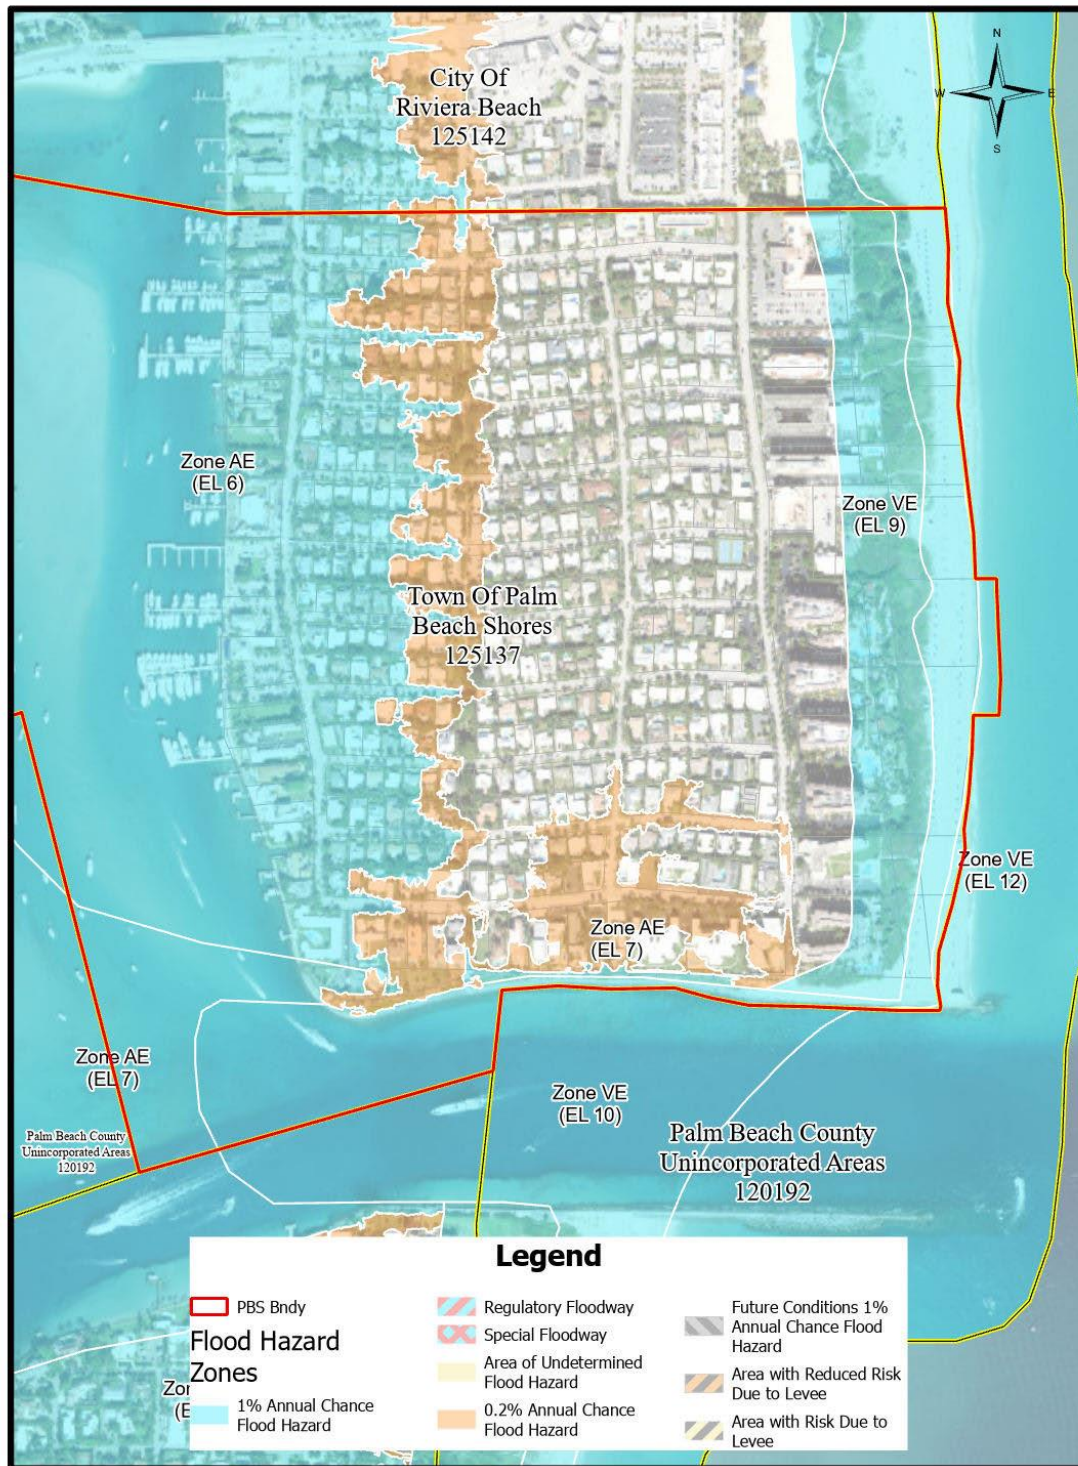 N
W
E
S
City Of
Riviera Beach
125142
Zone AE
(EL 6)
Zone VE
(EL 9)
Town Of Palm
Beach Shores
125137
Zone VE
(EL 12)
Zone AE
(EL 7)
Zone AE
(EL 7)
Zone VE
(EL 10)
Palm Beach County
Unincorporated Areas
120192
Palm Beach County
Unincorporated Areas
120192
Legend
PBS Bndy
Flood Hazard
Zones
1% Annual Chance
Flood Hazard
Regulatory Floodway
Special Floodway
Area of Undetermined
Flood Hazard
0.2% Annual Chance
Flood Hazard
Future Conditions 1%
Annual Chance Flood
Hazard
Area with Reduced Risk
Due to Levee
Area with Risk Due to
Levee